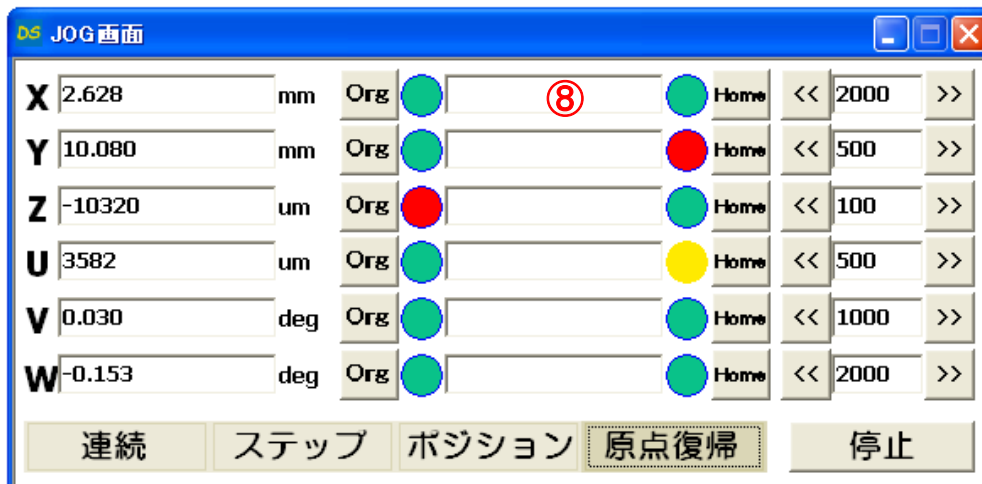 DS JOG画面
X 2.628 mm Org ⑧ Home << 2000 >>
Y 10.080 mm Org Home << 500 >>
Z -10320 um Org Home << 100 >>
U 3582 um Org Home << 500 >>
V 0.030 deg Org Home << 1000 >>
W -0.153 deg Org Home << 2000 >>
連続 ステップ ポジション 原点復帰 停止